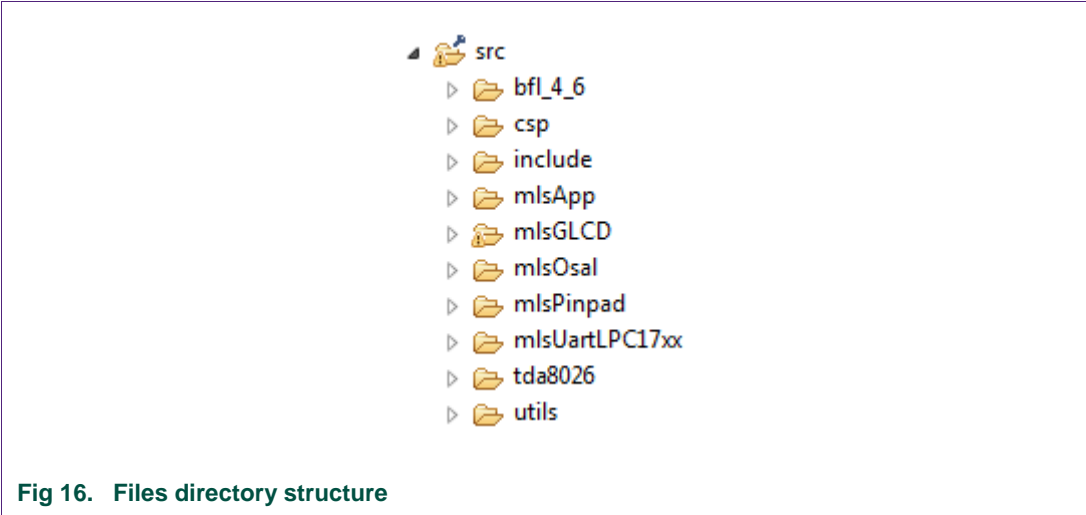 src
bfl_4_6
csp
include
mlsApp
mlsGLCD
mlsOsal
mlsPinpad
mlsUartLPC17xx
tda8026
utils
Fig 16. Files directory structure